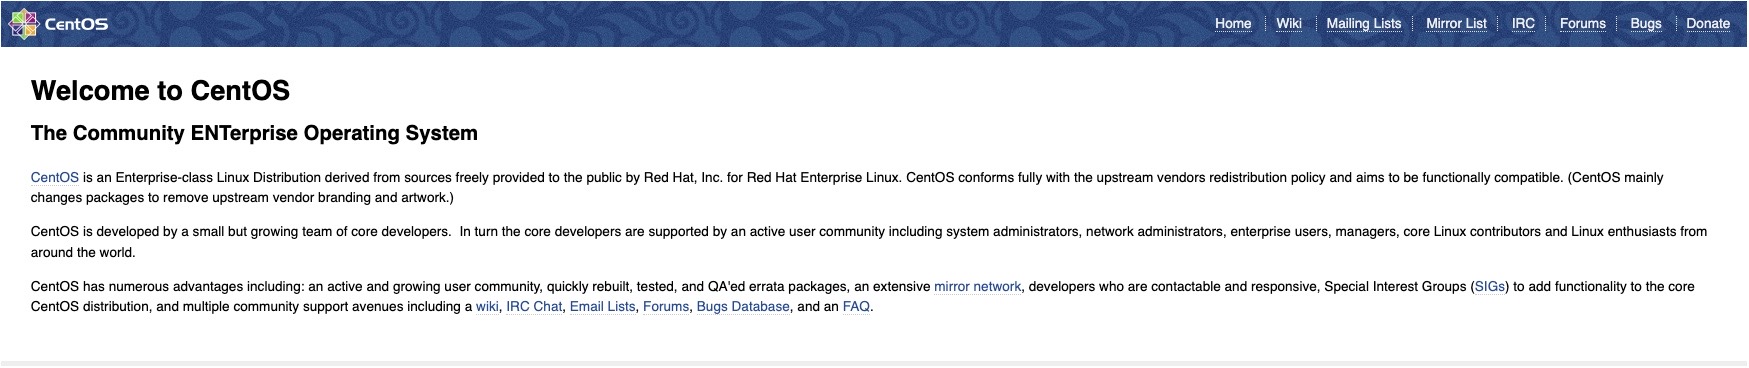 CentOS
Home Wiki Mailing Lists Mirror List IRC Forums Bugs Donate
Welcome to CentOS
The Community ENTerprise Operating System
CentOS is an Enterprise-class Linux Distribution derived from sources freely provided to the public by Red Hat, Inc. for Red Hat Enterprise Linux. CentOS conforms fully with the upstream vendors redistribution policy and aims to be functionally compatible. (CentOS mainly
changes packages to remove upstream vendor branding and artwork.)
CentOS is developed by a small but growing team of core developers.  In turn the core developers are supported by an active user community including system administrators, network administrators, enterprise users, managers, core Linux contributors and Linux enthusiasts from
around the world.
CentOS has numerous advantages including: an active and growing user community, quickly rebuilt, tested, and QA'ed errata packages, an extensive mirror network, developers who are contactable and responsive, Special Interest Groups (SIGs) to add functionality to the core
CentOS distribution, and multiple community support avenues including a wiki, IRC Chat, Email Lists, Forums, Bugs Database, and an FAQ.